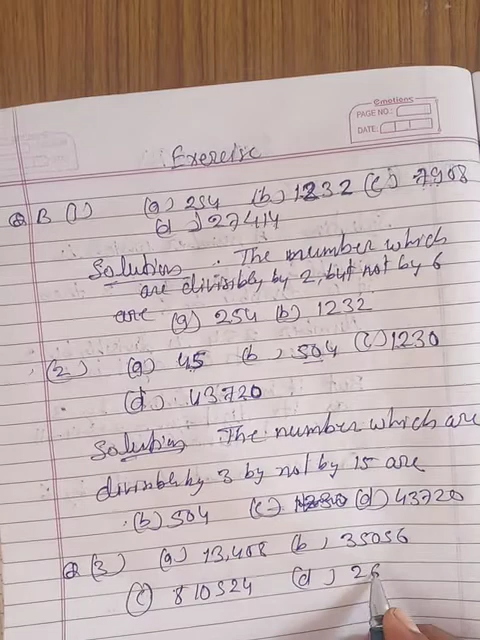 emotions
PAGE NO.:
DATE:
Exercise
B (1) (a) 254 (b) 1232 (c) 7908
(d) 27414
Solution. The number which
are divisibly by 2, but not by 6
are (a) 254 (b) 1232
(2) (a) 45 (b) 504 (c) 1230
(d) 43720
Solution The number which are
divisible by 3 by not by 15 are
(b) 504 (c) (d) 43720
(3) (a) 13,408 (b) 35056
(c) 810524 (d) 26